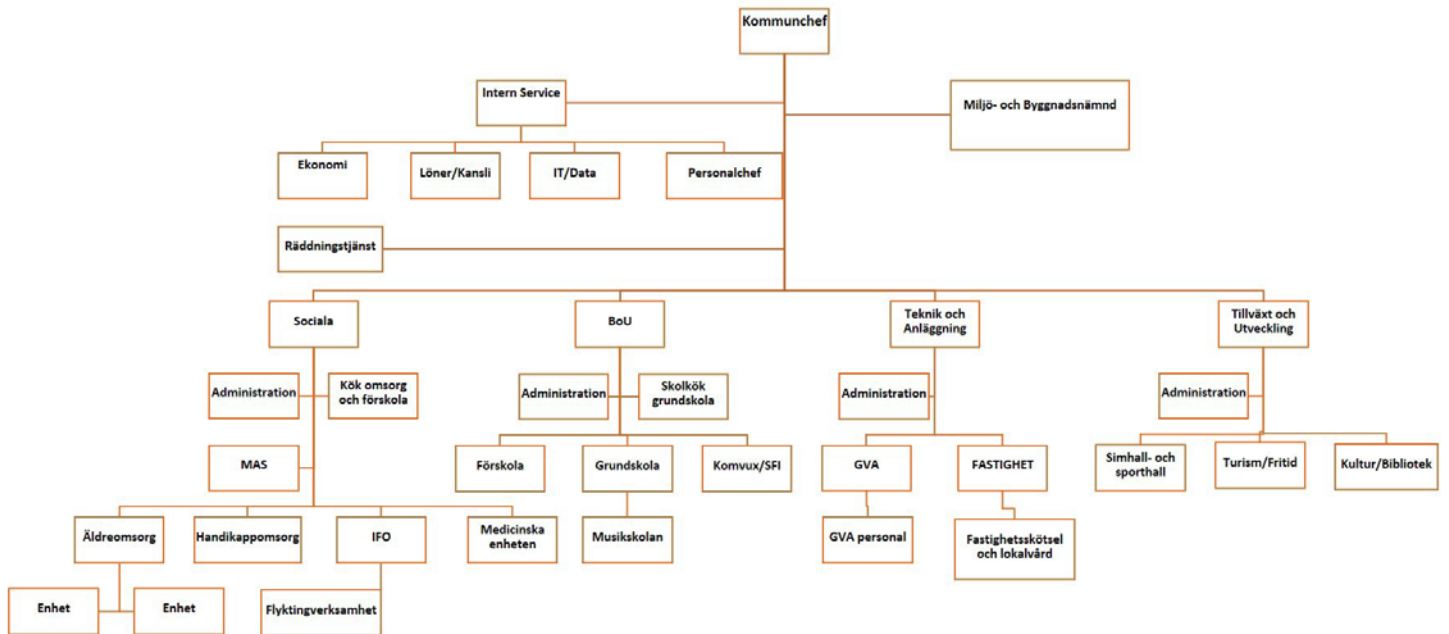 Kommunchef
Intern Service
Miljö- och Byggnadsnämnd
Ekonomi
Löner/Kansli
IT/Data
Personalchef
Räddningstjänst
Sociala
BoU
Teknik och
Anläggning
Tillväxt och
Utveckling
Administration
Kök omsorg
och förskola
Administration
Skolkök
grundskola
Administration
Administration
MAS
Förskola
Grundskola
Komvux/SFI
GVA
FASTIGHET
Simhall- och
sporthall
Turism/Fritid
Kultur/Bibliotek
Äldreomsorg
Handikappomsorg
IFO
Medicinska
enheten
Musikskolan
GVA personal
Fastighetsskötsel
och lokalvård
Enhet
Enhet
Flyktingverksamhet